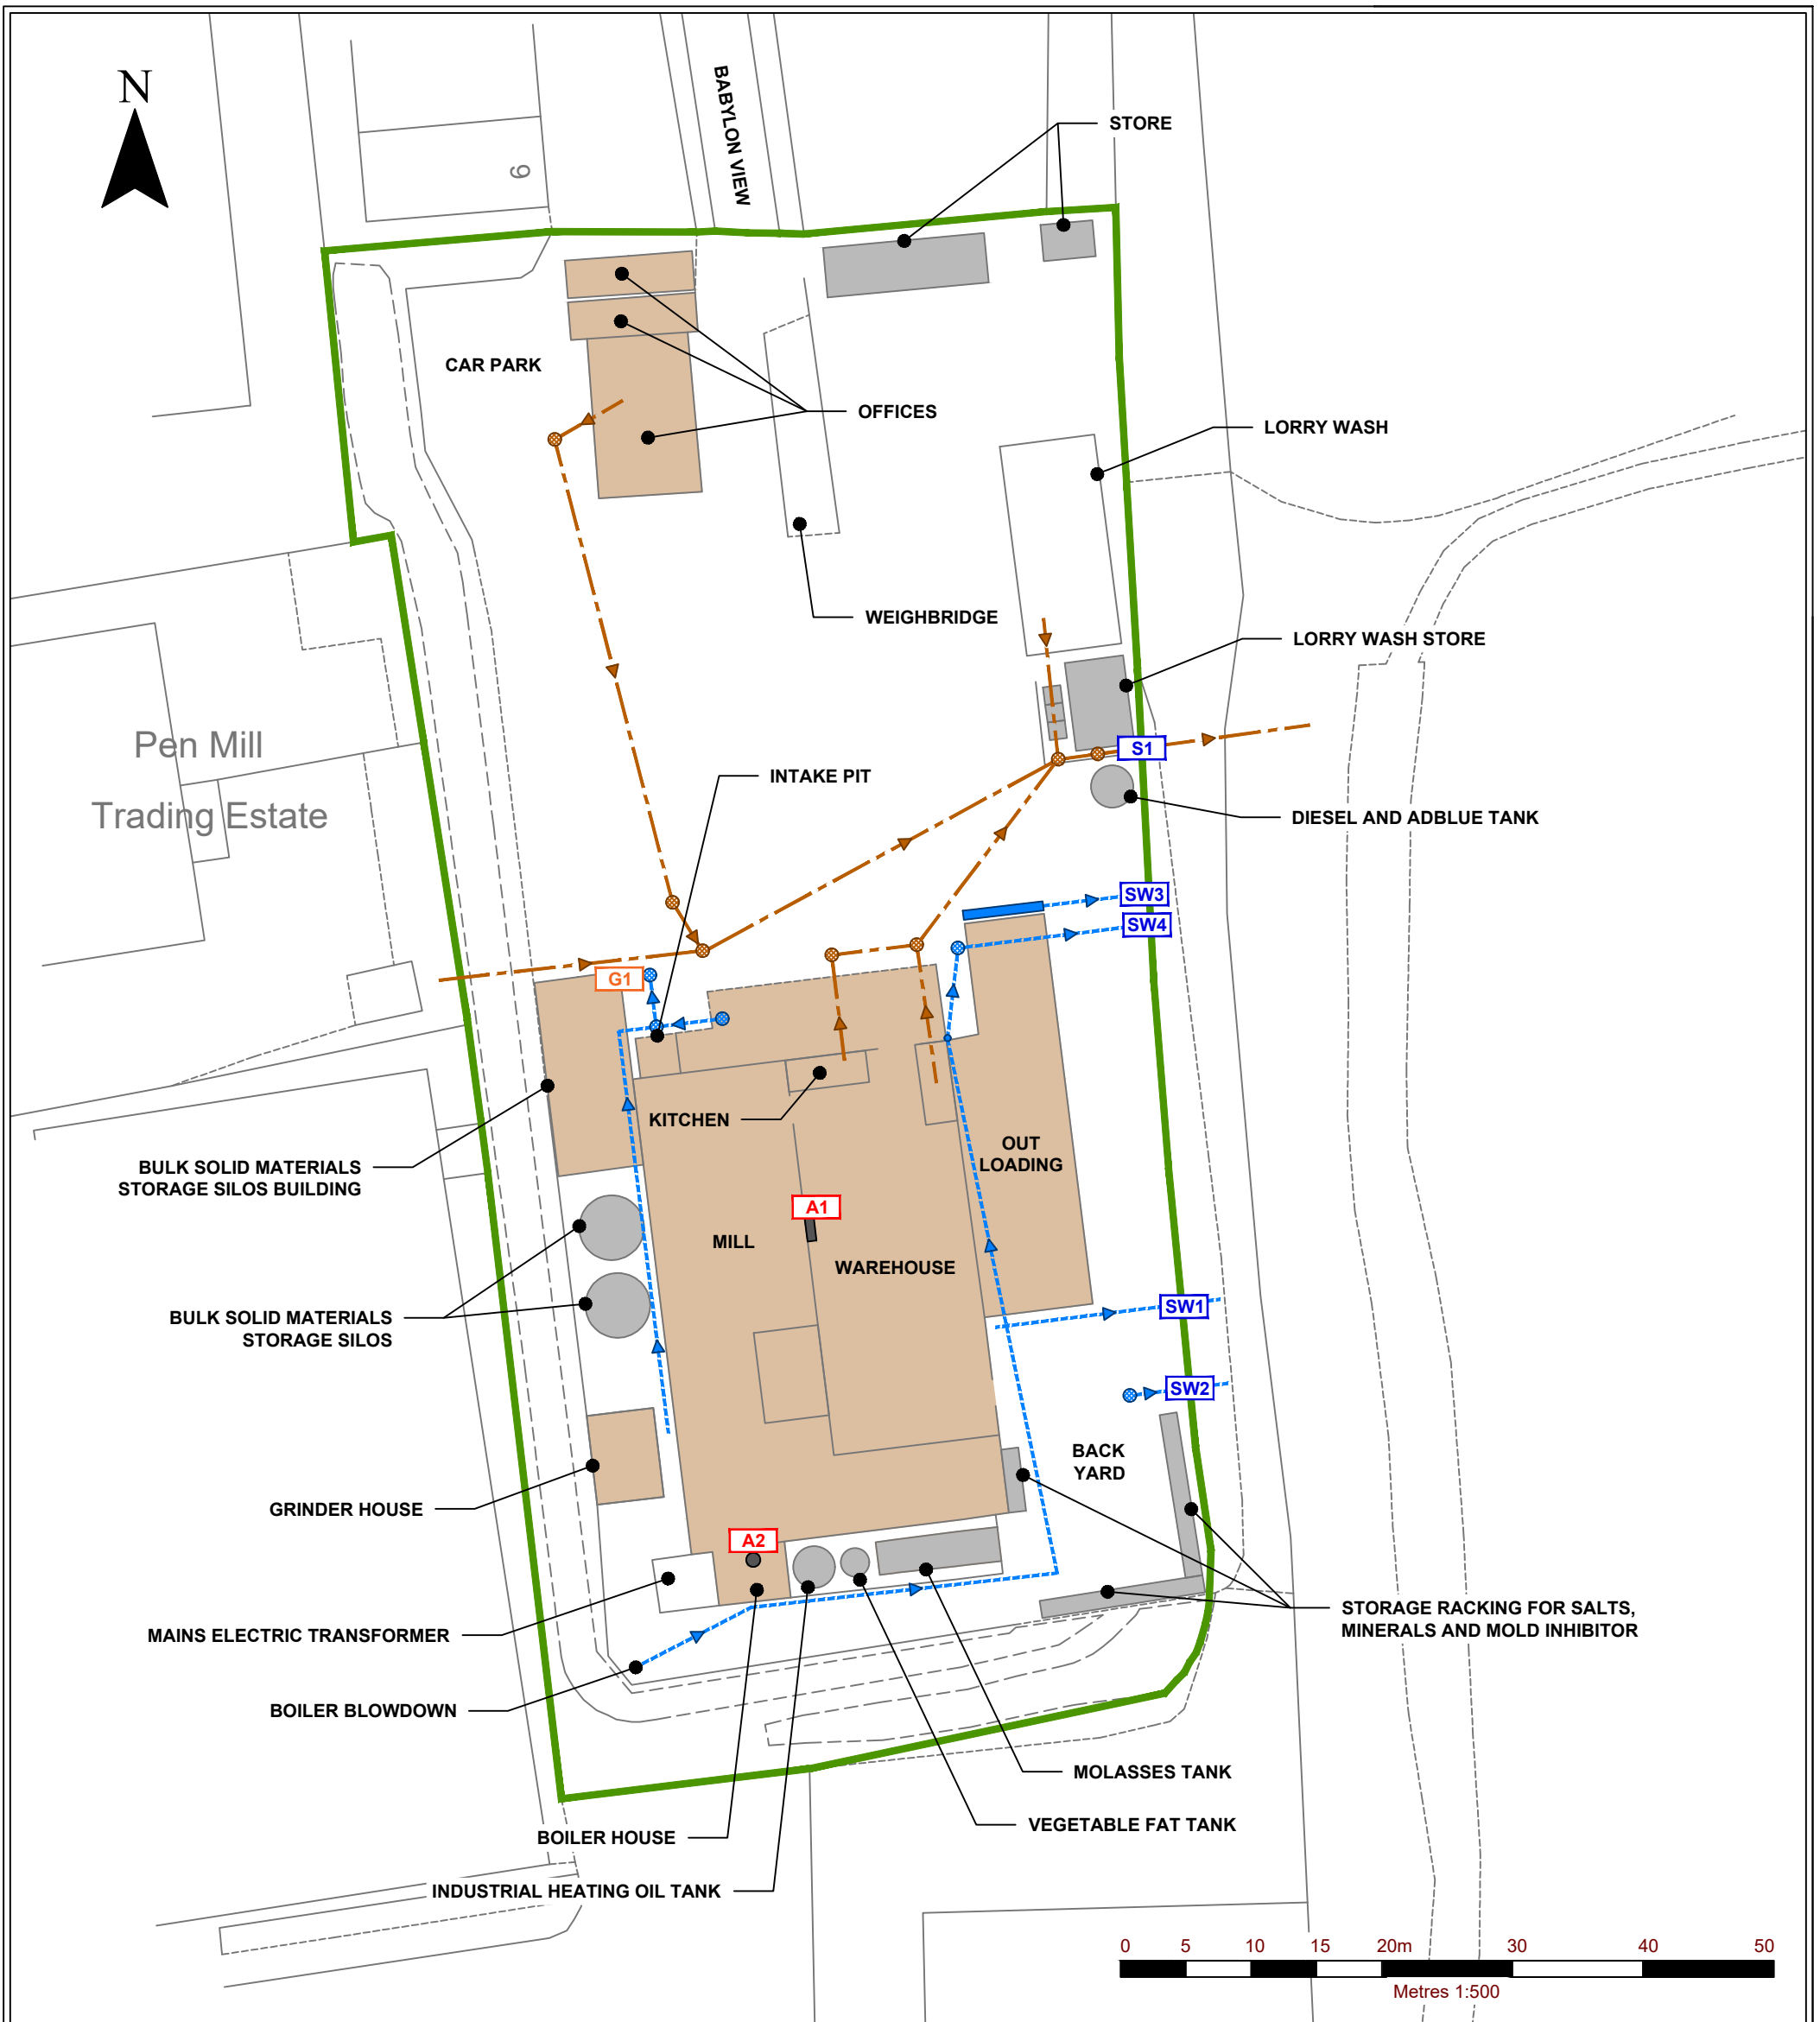 N
BABYLON VIEW
STORE
9
CAR PARK
OFFICES
LORRY WASH
WEIGHBRIDGE
LORRY WASH STORE
Pen Mill
Trading Estate
S1
INTAKE PIT
DIESEL AND ADBLUE TANK
SW3
SW4
G1
KITCHEN
OUT
LOADING
BULK SOLID MATERIALS
STORAGE SILOS BUILDING
A1
MILL
WAREHOUSE
SW1
BULK SOLID MATERIALS
STORAGE SILOS
SW2
BACK
YARD
GRINDER HOUSE
A2
STORAGE RACKING FOR SALTS,
MINERALS AND MOLD INHIBITOR
MAINS ELECTRIC TRANSFORMER
BOILER BLOWDOWN
MOLASSES TANK
VEGETABLE FAT TANK
BOILER HOUSE
INDUSTRIAL HEATING OIL TANK
0 5 10 15 20m 30 40 50
Metres 1:500